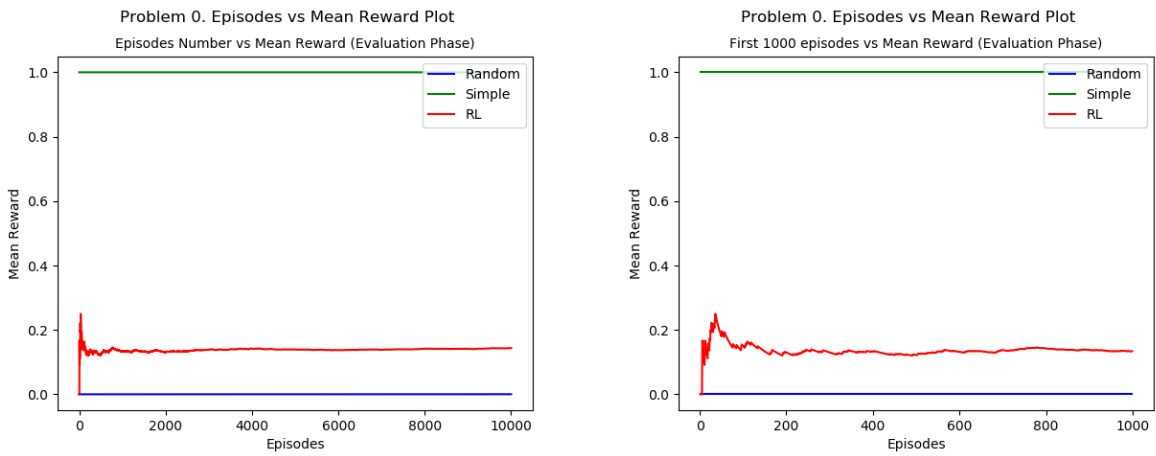 Problem 0. Episodes vs Mean Reward Plot
Episodes Number vs Mean Reward (Evaluation Phase)
1.0
0.8
0.6
0.4
0.2
0.0
Mean Reward
Random
Simple
RL
0
2000
4000
6000
8000
10000
Episodes
Problem 0. Episodes vs Mean Reward Plot
First 1000 episodes vs Mean Reward (Evaluation Phase)
1.0
0.8
0.6
0.4
0.2
0.0
Mean Reward
Random
Simple
RL
0
200
400
600
800
1000
Episodes